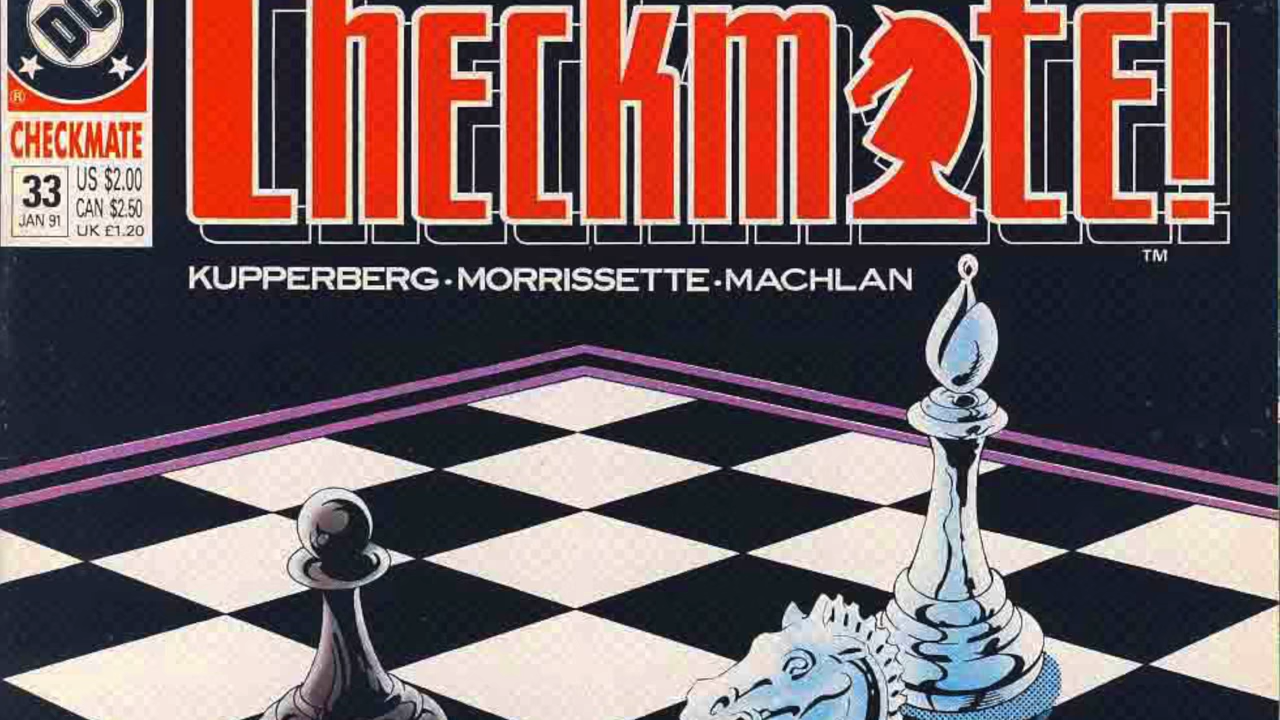 DC
®
CHECKMATE
33
JAN 91
US $2.00
CAN $2.50
UK £1.20
Checkmate!
TM
KUPPERBERG · MORRISSETTE · MACHLAN